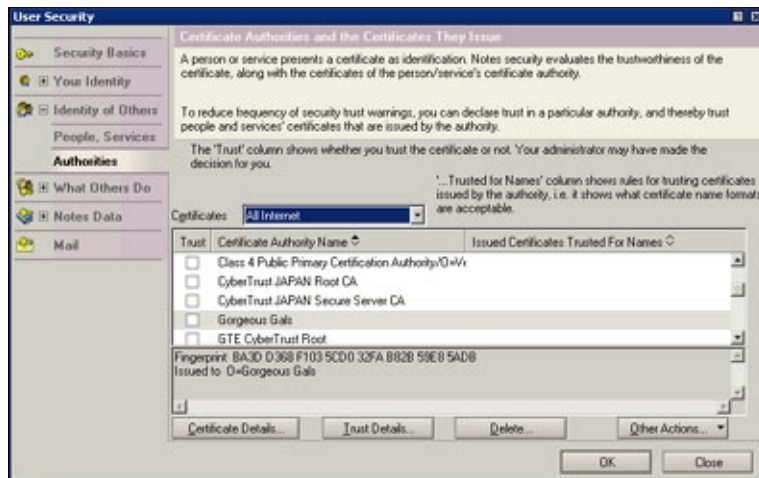 User Security
Security Basics
Your Identity
Identity of Others
People, Services
Authorities
What Others Do
Notes Data
Mail
Certificate Authorities and the Certificates They Issue
A person or service presents a certificate as identification. Notes security evaluates the trustworthiness of the
certificate, along with the certificates of the person/service's certificate authority.
To reduce frequency of security trust warnings, you can declare trust in a particular authority, and thereby trust
people and services' certificates that are issued by the authority.
The 'Trust' column shows whether you trust the certificate or not. Your administrator may have made the
decision for you.
'...Trusted for Names' column shows rules for trusting certificates
issued by the authority, i.e. it shows what certificate name formats
are acceptable.
Certificates
All Internet
Trust Certificate Authority Name Issued Certificates Trusted For Names
Class 4 Public Primary Certification Authority/O=Ve
CyberTrust JAPAN Root CA
CyberTrust JAPAN Secure Server CA
Gorgeous Gals
GTE CyberTrust Root
Fingerprint BA3D D368 F103 5CD0 32FA B82B 59E8 5ADB
Issued to O=Gorgeous Gals
Certificate Details... Trust Details... Delete... Other Actions...
OK Close